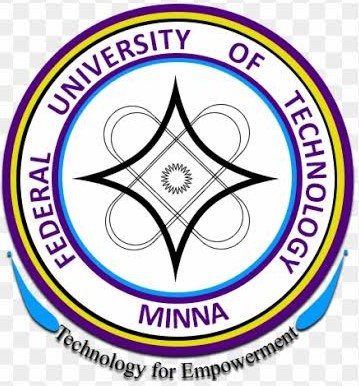 FEDERAL UNIVERSITY OF TECHNOLOGY
MINNA
Technology for Empowerment